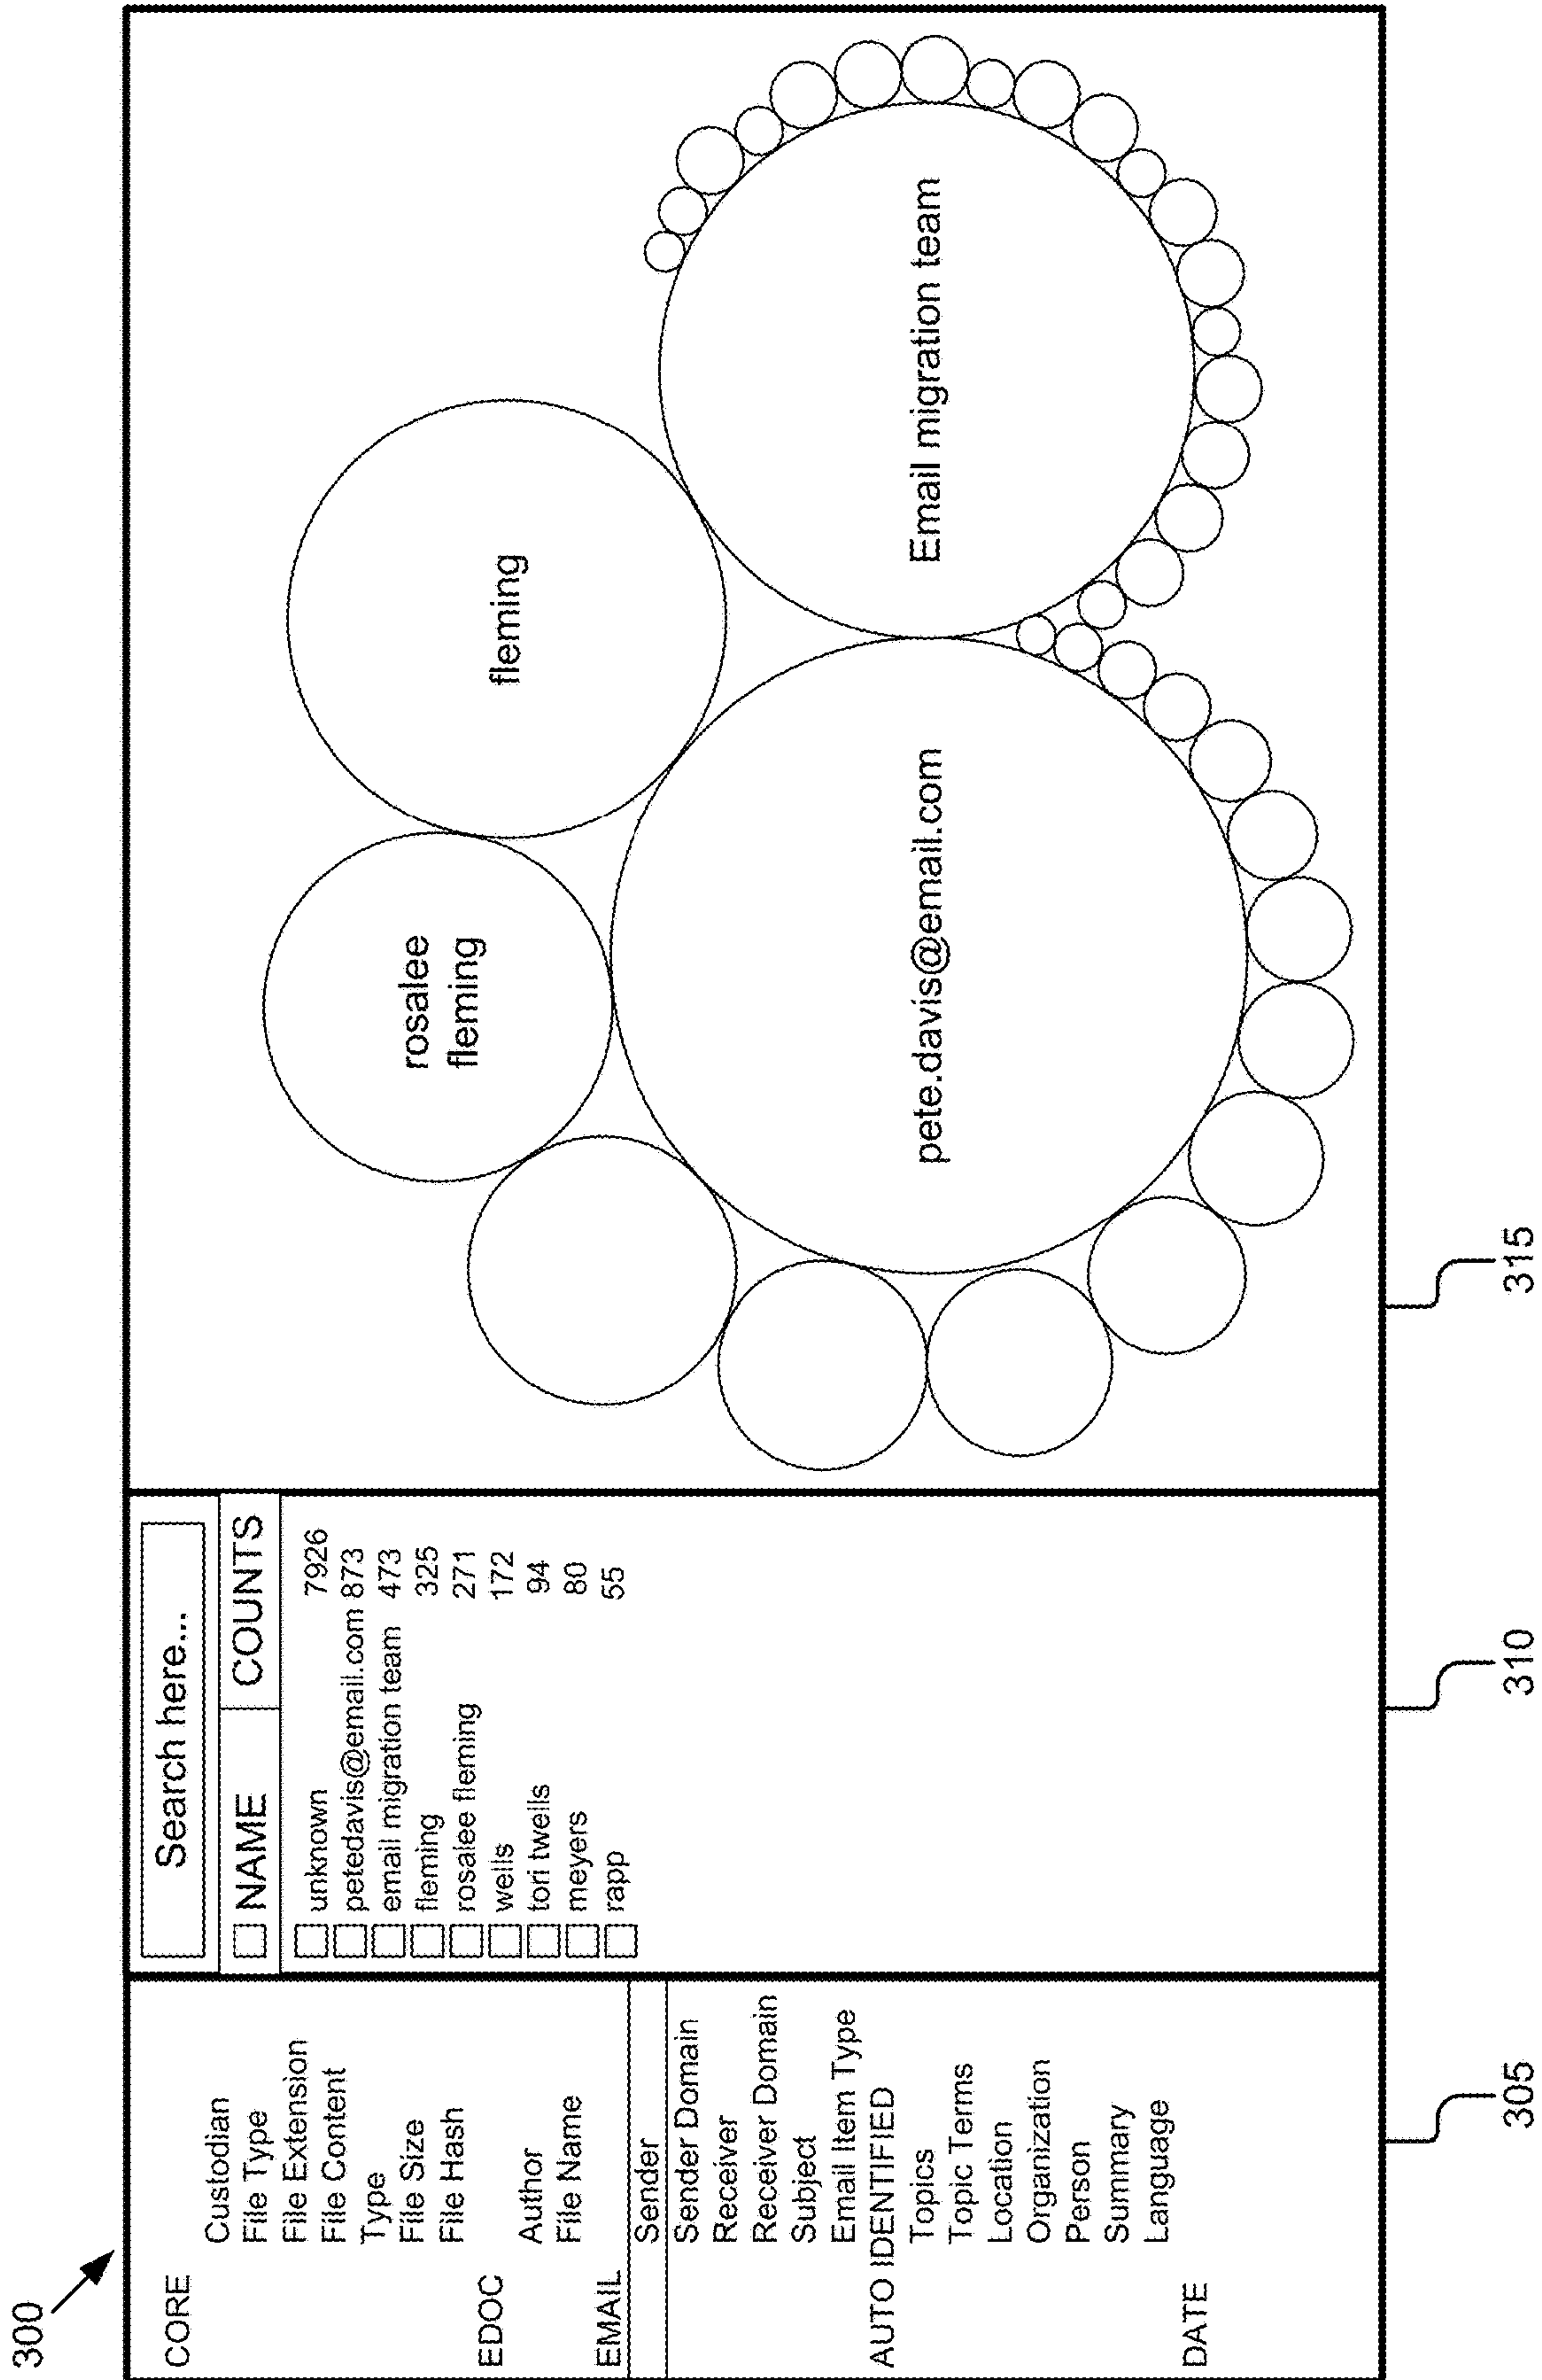 300
CORE
Custodian
File Type
File Extension
File Content
Type
File Size
File Hash
EDOC
Author
File Name
EMAIL
Sender
Sender Domain
Receiver
Receiver Domain
Subject
Email Item Type
AUTO IDENTIFIED
Topics
Topic Terms
Location
Organization
Person
Summary
Language
DATE
305
Search here...
NAME COUNTS
unknown 7926
petedavis@email.com 873
email migration team 473
fleming 325
rosalee fleming 271
wells 172
tori twells 94
meyers 80
rapp 55
310
rosalee
fleming
fleming
pete.davis@email.com
Email migration team
315